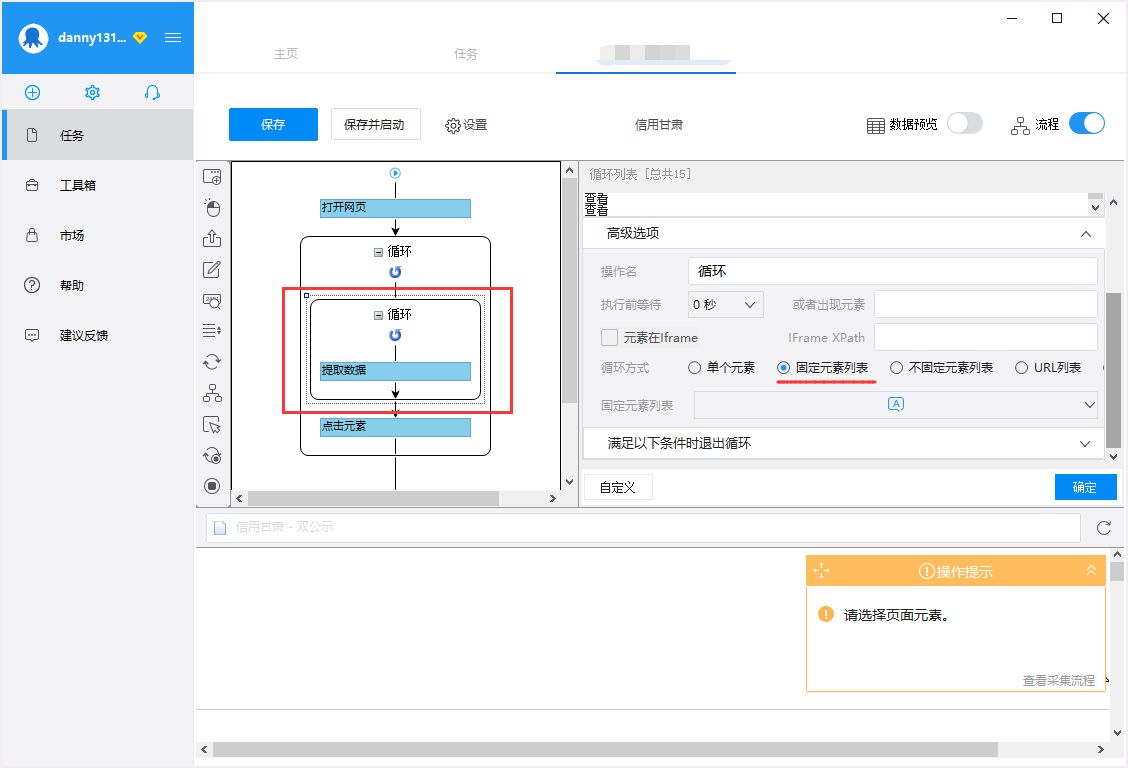 danny131...
主页
任务
保存
保存并启动
设置
信用甘肃
数据预览
流程
任务
工具箱
市场
帮助
建议反馈
打开网页
循环
循环
提取数据
点击元素
循环列表 [总共15]
查看
查看
高级选项
操作名
循环
执行前等待
0 秒
或者出现元素
元素在Iframe
IFrame XPath
循环方式
单个元素
固定元素列表
不固定元素列表
URL列表
固定元素列表
A
满足以下条件时退出循环
自定义
确定
信用甘肃 - 双公示
操作提示
请选择页面元素。
查看采集流程